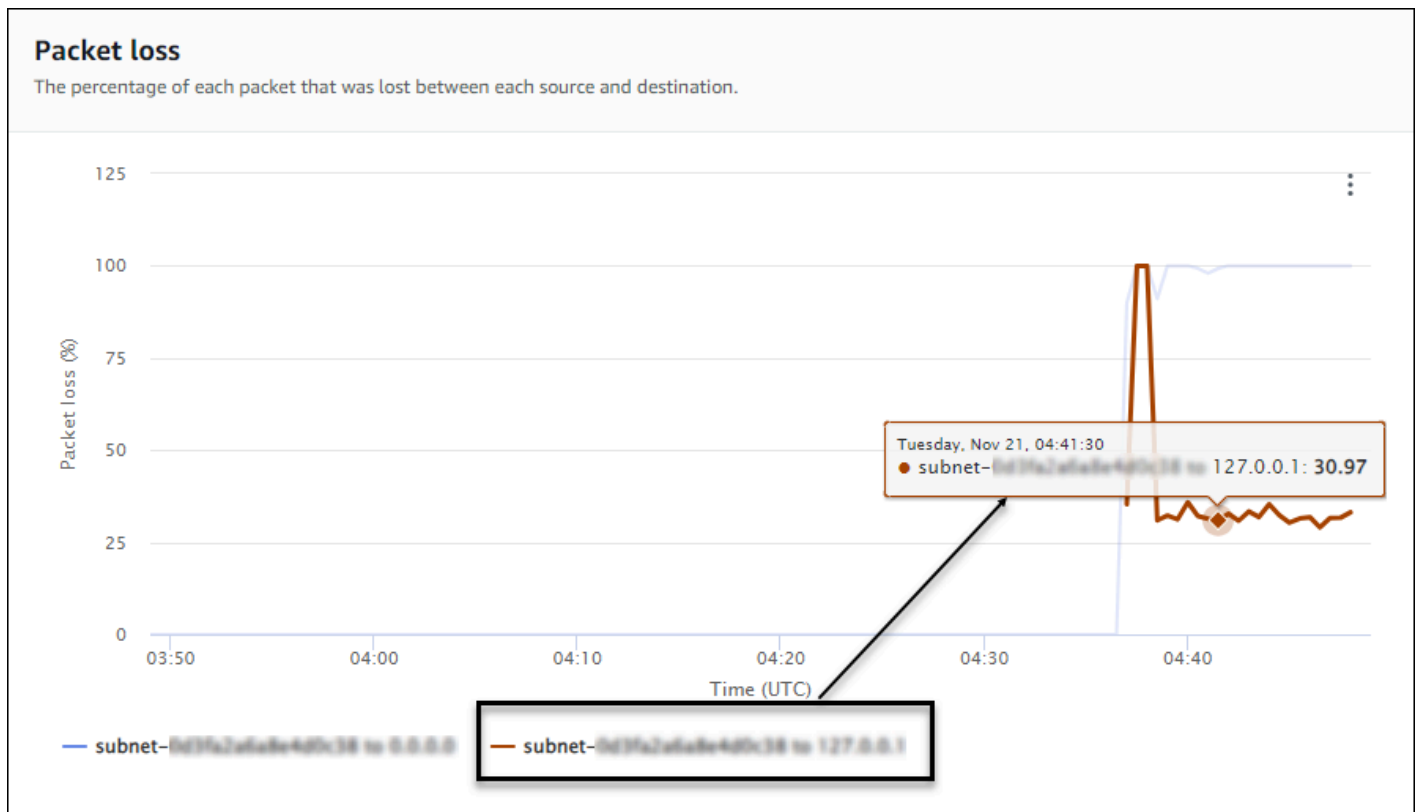 Packet loss
The percentage of each packet that was lost between each source and destination.
125
100
75
50
25
0
Packet loss (%)
Tuesday, Nov 21, 04:41:30
subnet- 127.0.0.1: 30.97
03:50 04:00 04:10 04:20 04:30 04:40
Time (UTC)
subnet- subnet-